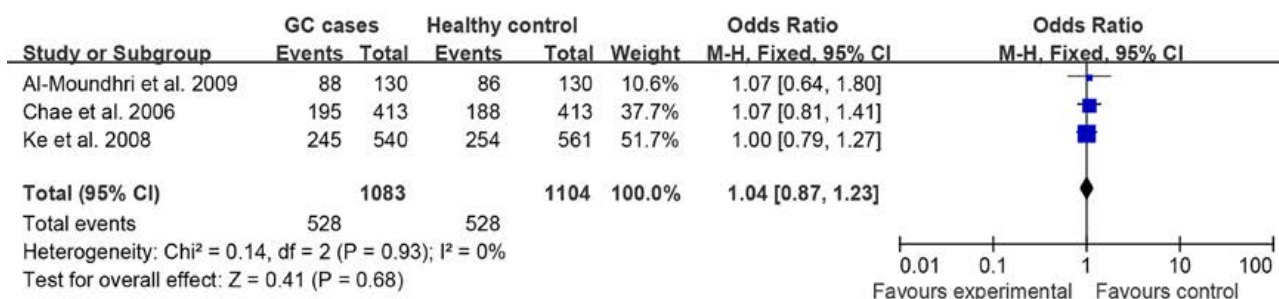 GC cases Healthy control Odds Ratio Odds Ratio
Study or Subgroup Events Total Events Total Weight M-H, Fixed, 95% CI M-H, Fixed, 95% CI
Al-Moundhri et al. 2009 88 130 86 130 10.6% 1.07 [0.64, 1.80]
Chae et al. 2006 195 413 188 413 37.7% 1.07 [0.81, 1.41]
Ke et al. 2008 245 540 254 561 51.7% 1.00 [0.79, 1.27]
Total (95% CI) 1083 1104 100.0% 1.04 [0.87, 1.23]
Total events 528 528
Heterogeneity: Chi² = 0.14, df = 2 (P = 0.93); I² = 0%
Test for overall effect: Z = 0.41 (P = 0.68)
0.01 0.1 1 10 100
Favours experimental Favours control